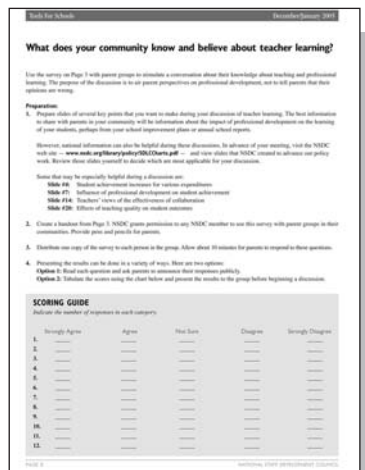 Tools For Schools December/January 2005
What does your community know and believe about teacher learning?
Use the survey on Page 3 with parent groups to stimulate a conversation about their knowledge about teaching and professional
learning. The purpose of the discussion is to air parent perspectives on professional development, not to tell parents that their
opinions are wrong.
Preparation:
1. Prepare slides of several key points that you want to make during your discussion of teacher learning. The best information
to share with parents in your community will be information about the impact of professional development on the learning
of your students, perhaps from your school improvement plans or annual school reports.
However, national information can also be helpful during these discussions. In advance of your meeting, visit the NSDC
web site — www.nsdc.org/library/policy/SDLCCharts.pdf — and view slides that NSDC created to advance our policy
work. Review those slides yourself to decide which are most applicable for your discussion.
Some that may be especially helpful during a discussion are:
Slide #6: Student achievement increases for various expenditures
Slide #7: Influence of professional development on student achievement
Slide #14: Teachers' views of the effectiveness of collaboration
Slide #20: Effects of teaching quality on student outcomes
2. Create a handout from Page 3. NSDC grants permission to any NSDC member to use this survey with parent groups in their
communities. Provide pens and pencils for parents.
3. Distribute one copy of the survey to each person in the group. Allow about 10 minutes for parents to respond to these questions.
4. Presenting the results can be done in a variety of ways. Here are two options:
Option 1: Read each question and ask parents to announce their responses publicly.
Option 2: Tabulate the scores using the chart below and present the results to the group before beginning a discussion.
SCORING GUIDE
Indicate the number of responses in each category.
Strongly Agree Agree Not Sure Disagree Strongly Disagree
1.
2.
3.
4.
5.
6.
7.
8.
9.
10.
11.
12.
NATIONAL STAFF DEVELOPMENT COUNCIL